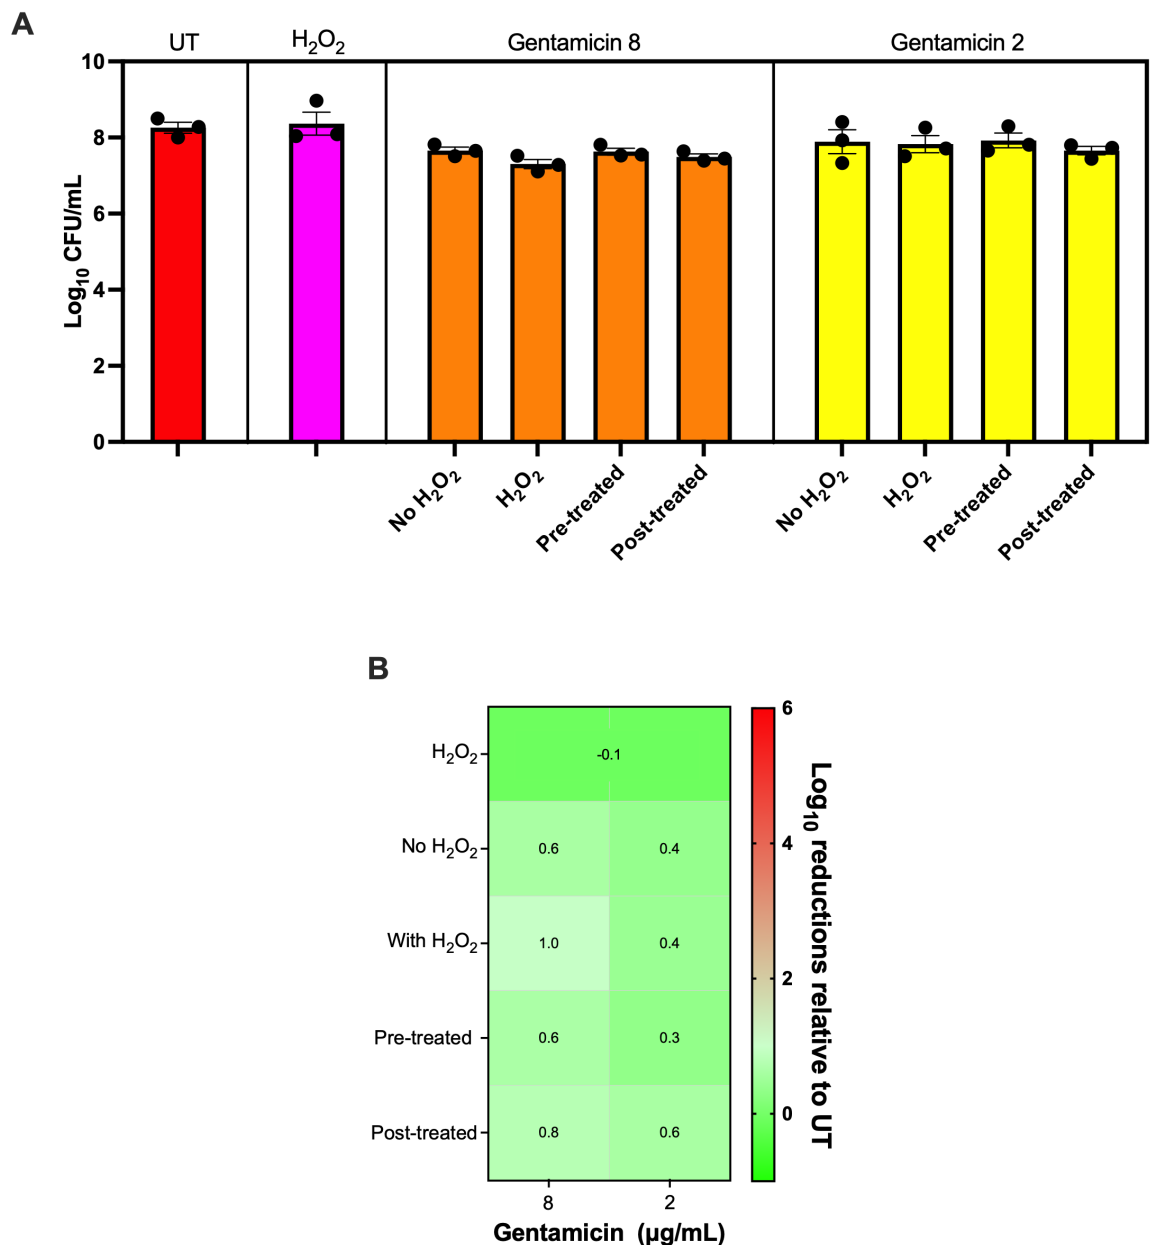 A
UT
H₂O₂
Gentamicin 8
Gentamicin 2
Log₁₀ CFU/mL
10
8
6
4
2
0
No H₂O₂
H₂O₂
Pre-treated
Post-treated
No H₂O₂
H₂O₂
Pre-treated
Post-treated
B
H₂O₂
-0.1
No H₂O₂
0.6
0.4
With H₂O₂
1.0
0.4
Pre-treated
0.6
0.3
Post-treated
0.8
0.6
8
2
Gentamicin (μg/mL)
6
4
2
0
Log₁₀ reductions relative to UT